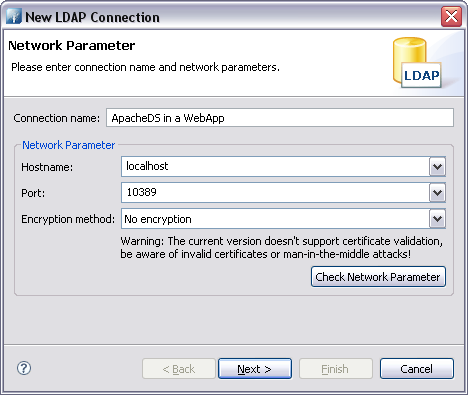 New LDAP Connection
Network Parameter
Please enter connection name and network parameters.
LDAP
Connection name: ApacheDS in a WebApp
Network Parameter
Hostname: localhost
Port: 10389
Encryption method: No encryption
Warning: The current version doesn't support certificate validation,
be aware of invalid certificates or man-in-the-middle attacks!
Check Network Parameter
? < Back Next > Finish Cancel